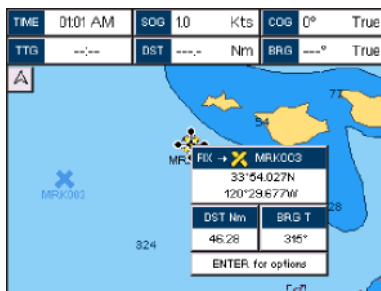 TIME 01:01 AM SOG 1.0 Kts COG 0° True
TTG --:-- DST ---.- Nm BRG ---° True
A
77
54
MRK003
FIX → MRK003
33°54.027N
120°29.677W
28
DST Nm BRG T
46.28 315°
324
ENTER for options